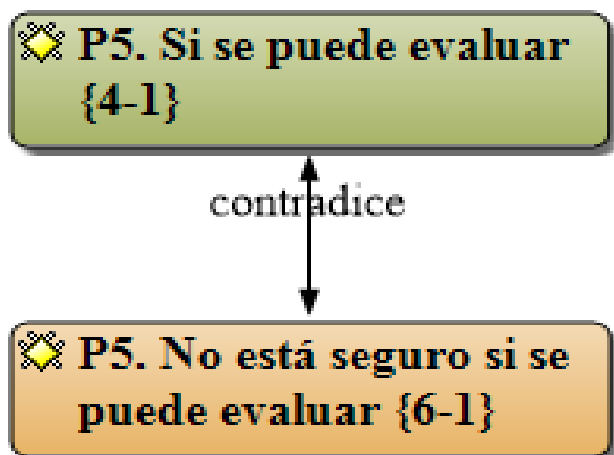 P5. Si se puede evaluar
{4-1}
contradice
P5. No está seguro si se
puede evaluar {6-1}